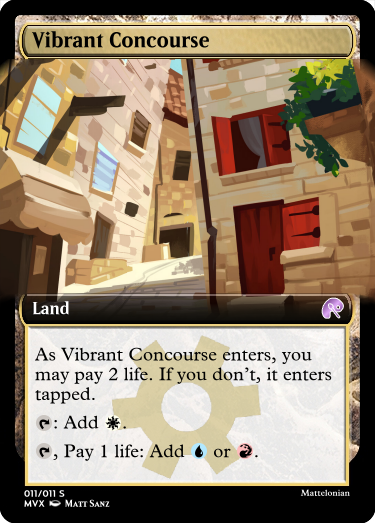 Vibrant Concourse
Land
As Vibrant Concourse enters, you
may pay 2 life. If you don't, it enters
tapped.
: Add .
, Pay 1 life: Add or .
011/011 S
Mattelonian
MVX Matt Sanz